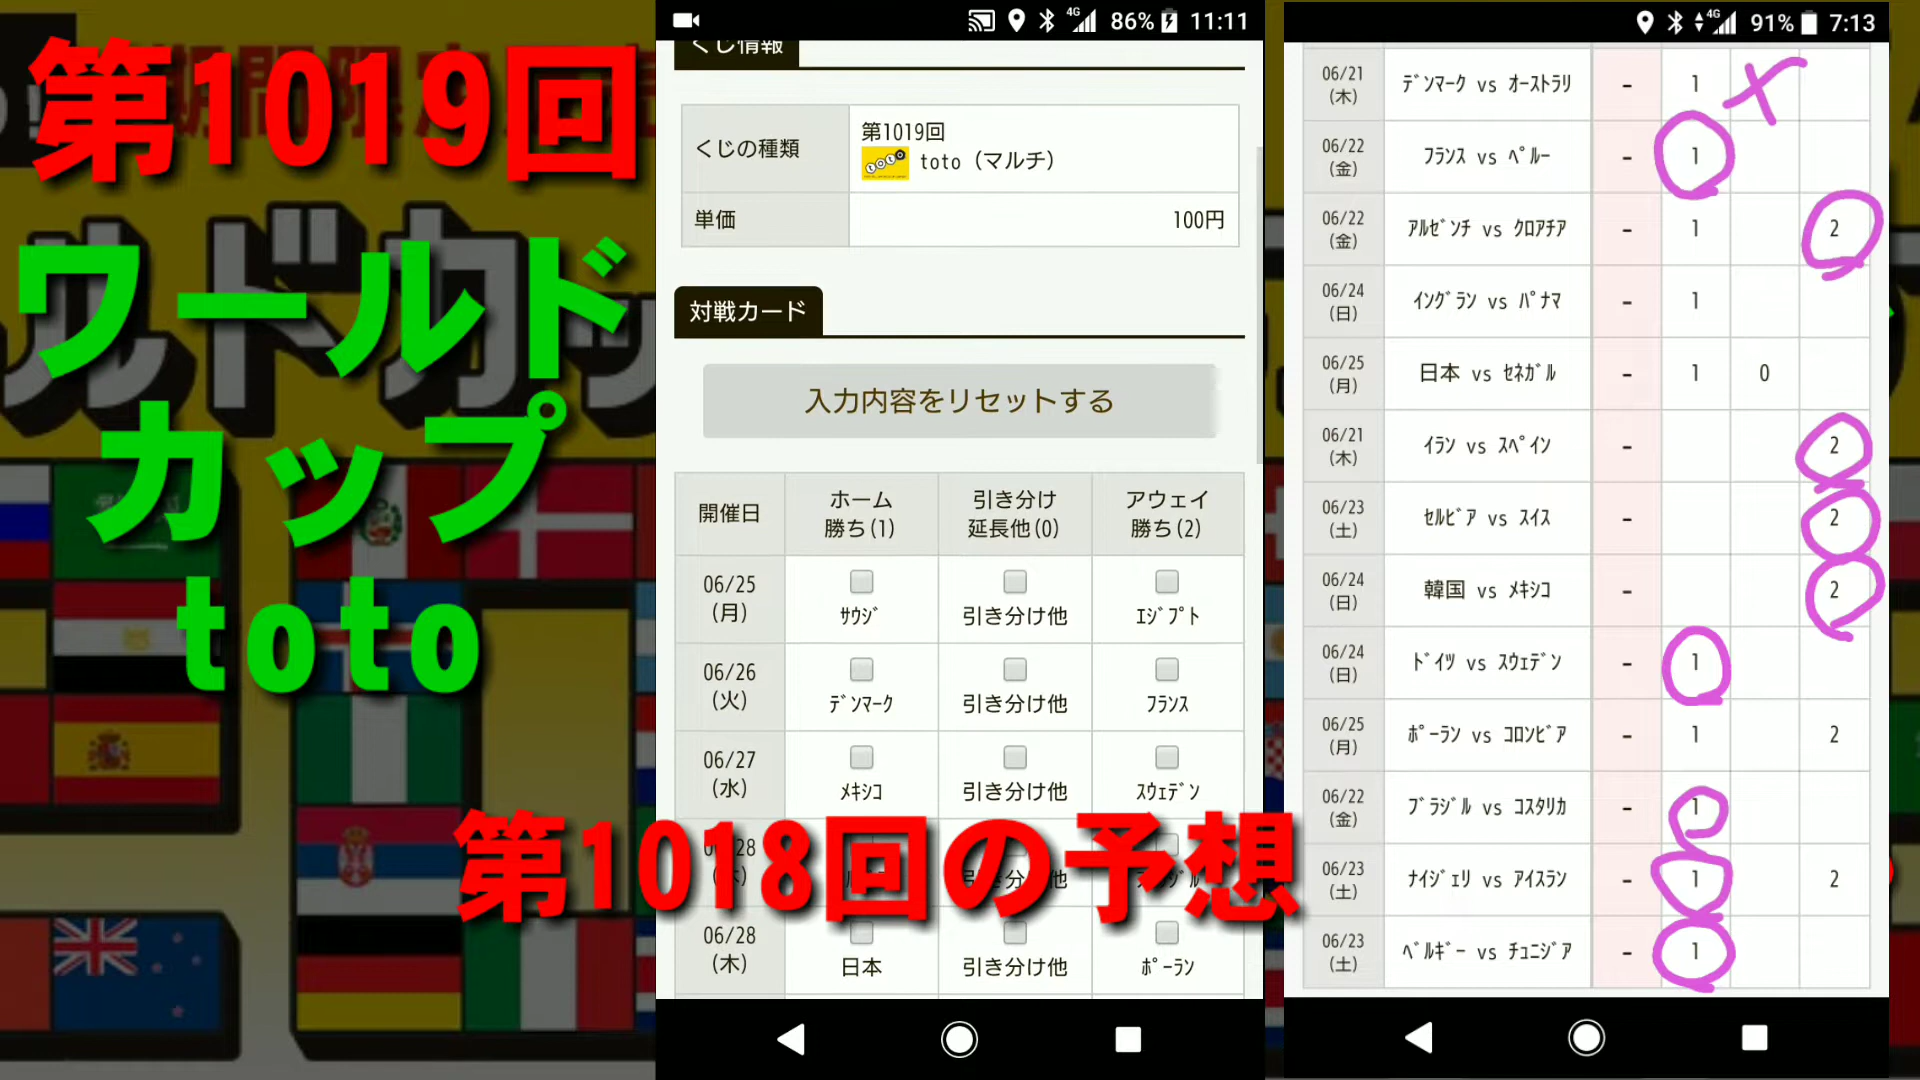 第1019回
ワールド
カップ
toto
第1018回の予想
86% 11:11
くじ情報
くじの種類
第1019回
toto（マルチ）
単価
100円
対戦カード
入力内容をリセットする
開催日
ホーム
勝ち(1)
引き分け
延長他(0)
アウェイ
勝ち(2)
06/25
(月)
サウジ
引き分け他
エジプト
06/26
(火)
デンマーク
引き分け他
フランス
06/27
(水)
メキシコ
引き分け他
スウェデン
06/28
(木)
日本
引き分け他
ポーラン
4G 91% 7:13
06/21
(木)
デンマーク vs オーストラリ - 1
06/22
(金)
フランス vs ペルー - 1
06/22
(金)
アルゼンチ vs クロアチア - 1 2
06/24
(日)
イングラン vs パナマ - 1
06/25
(月)
日本 vs セネガル - 1 0
06/21
(木)
イラン vs スペイン - 2
06/23
(土)
セルビア vs スイス - 2
06/24
(日)
韓国 vs メキシコ - 2
06/24
(日)
ドイツ vs スウェデン - 1
06/25
(月)
ポーラン vs コロンビア - 1 2
06/22
(金)
ブラジル vs コスタリカ - 1
06/23
(土)
ナイジェリ vs アイスラン - 1 2
06/23
(土)
ベルギー vs チュニジア - 1